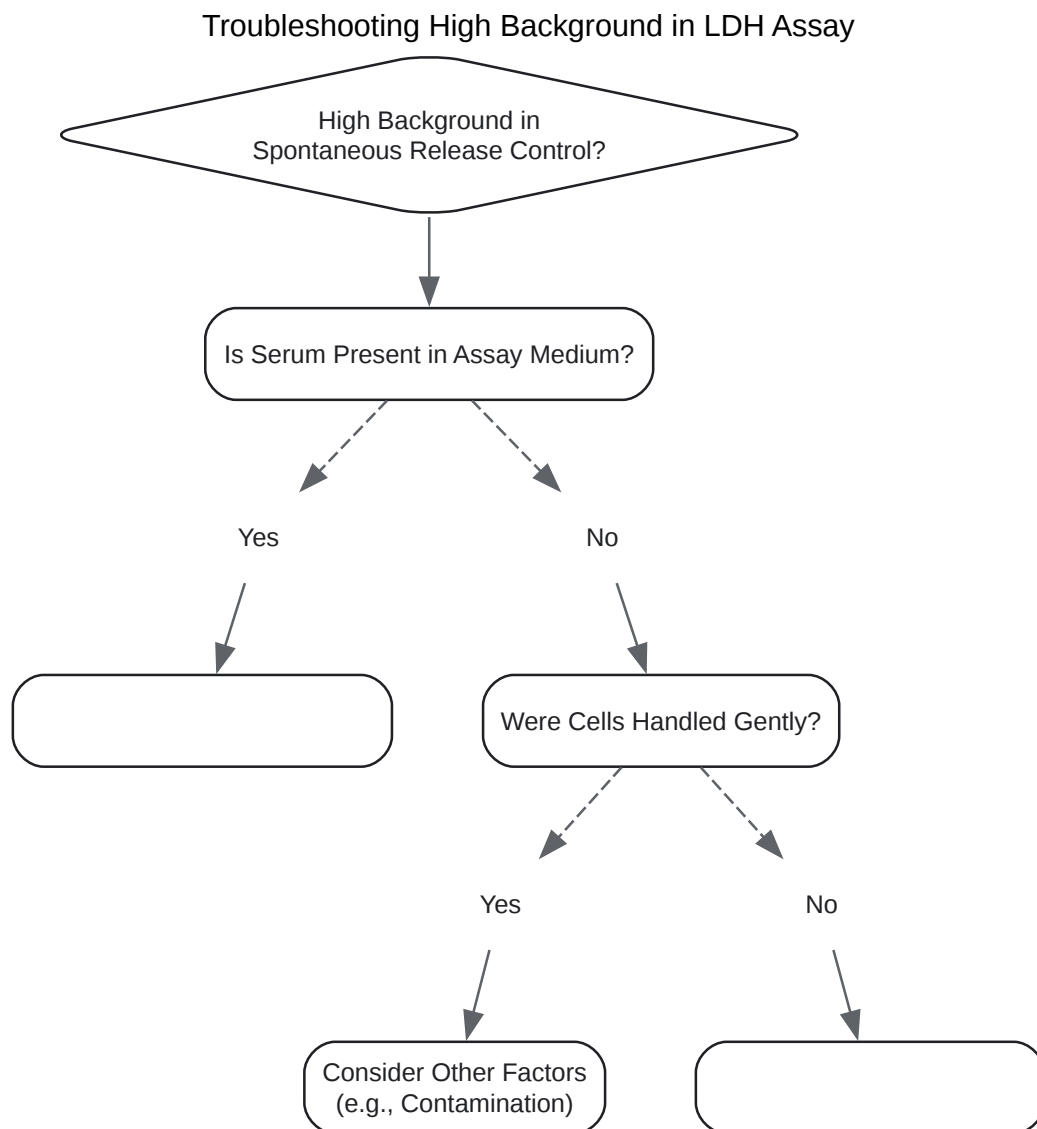 Troubleshooting High Background in LDH Assay
High Background in
Spontaneous Release Control?
Is Serum Present in Assay Medium?
Yes
No
Were Cells Handled Gently?
Yes
No
Consider Other Factors
(e.g., Contamination)